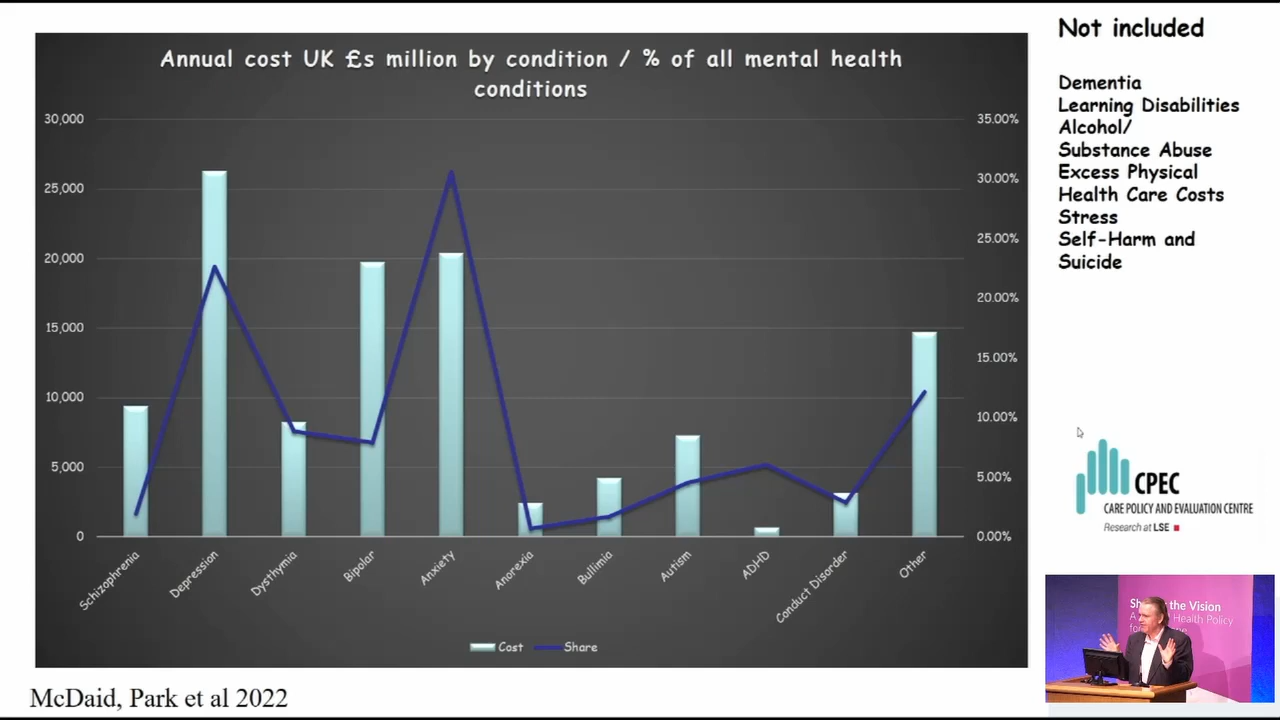 Annual cost UK £s million by condition / % of all mental health
conditions
30,000
25,000
20,000
15,000
10,000
5,000
0
35.00%
30.00%
25.00%
20.00%
15.00%
10.00%
5.00%
0.00%
Schizophrenia
Depression
Dysthymia
Bipolar
Anxiety
Anorexia
Bullimia
Autism
ADHD
Conduct Disorder
Other
Cost
Share
McDaid, Park et al 2022
Not included
Dementia
Learning Disabilities
Alcohol/
Substance Abuse
Excess Physical
Health Care Costs
Stress
Self-Harm and
Suicide
CPEC
CARE POLICY AND EVALUATION CENTRE
Research at LSE
the Vision
Health Policy